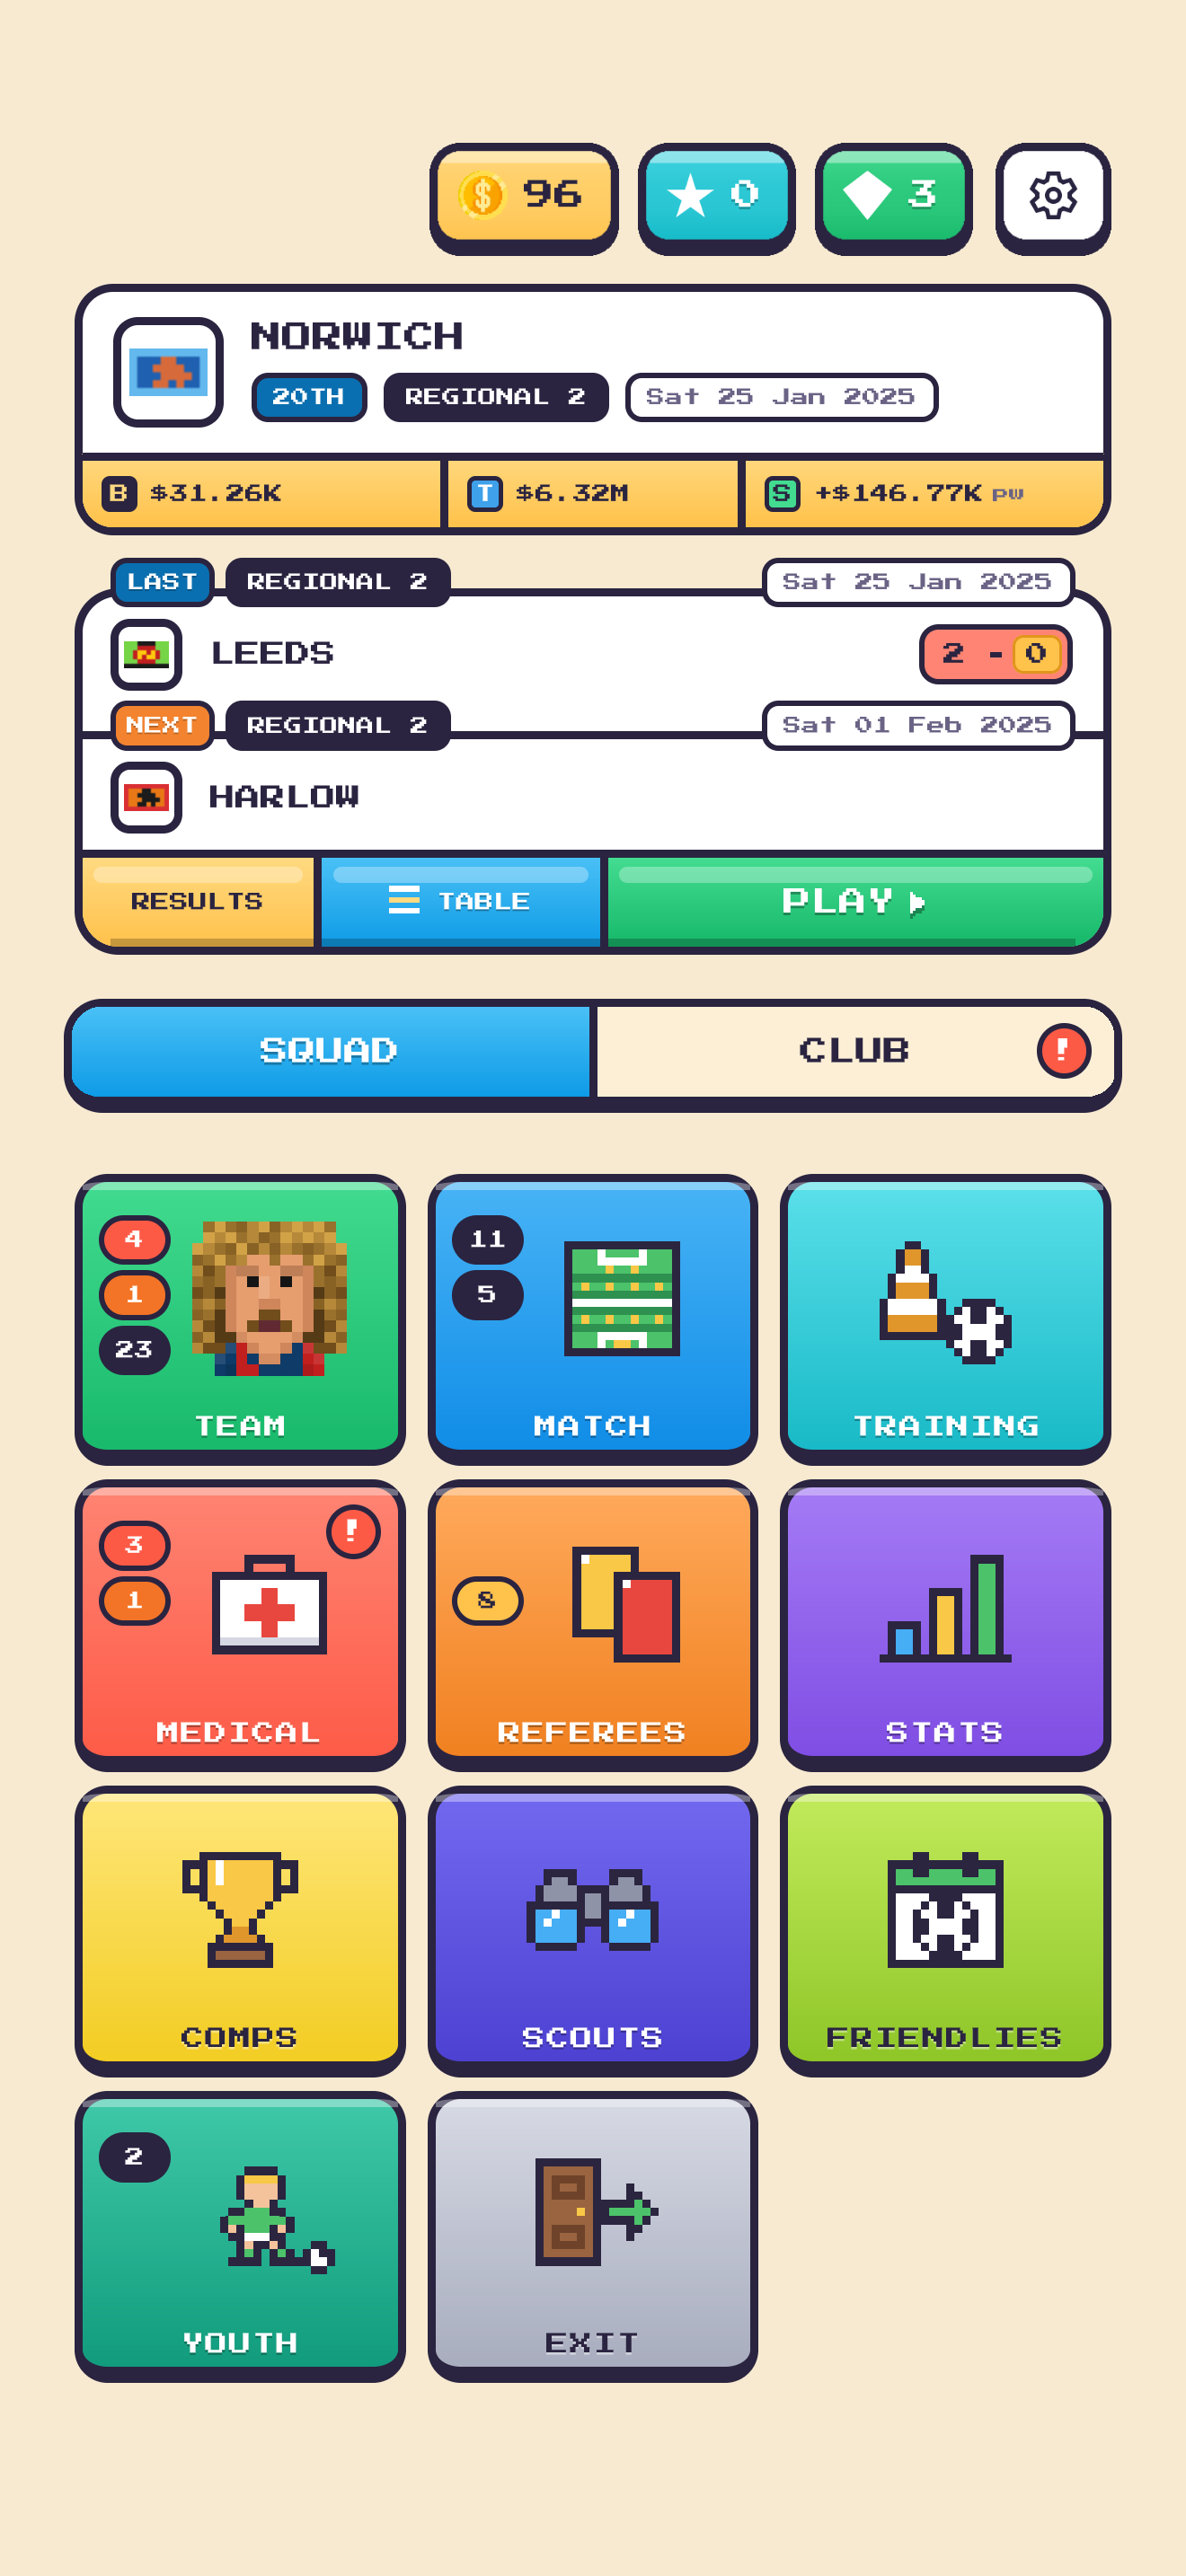 96 0 3
NORWICH
20TH REGIONAL 2 Sat 25 Jan 2025
B $31.26K T $6.32M S +$146.77K pw
LAST REGIONAL 2 Sat 25 Jan 2025
LEEDS 2 - 0
NEXT REGIONAL 2 Sat 01 Feb 2025
HARLOW
RESULTS TABLE PLAY
SQUAD CLUB !
4
1
23
TEAM
11
5
MATCH
TRAINING
3
1
!
MEDICAL
8
REFEREES
STATS
COMPS
SCOUTS
FRIENDLIES
2
YOUTH
EXIT